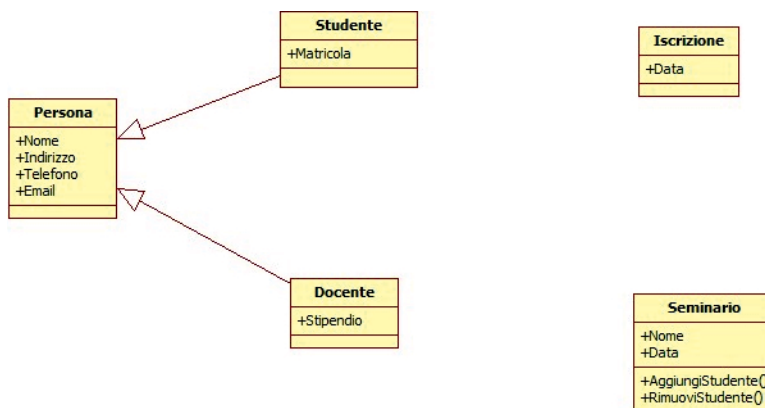 Studente
+Matricola
Iscrizione
+Data
Persona
+Nome
+Indirizzo
+Telefono
+Email
Docente
+Stipendio
Seminario
+Nome
+Data
+AggiungiStudente()
+RimuoviStudente()